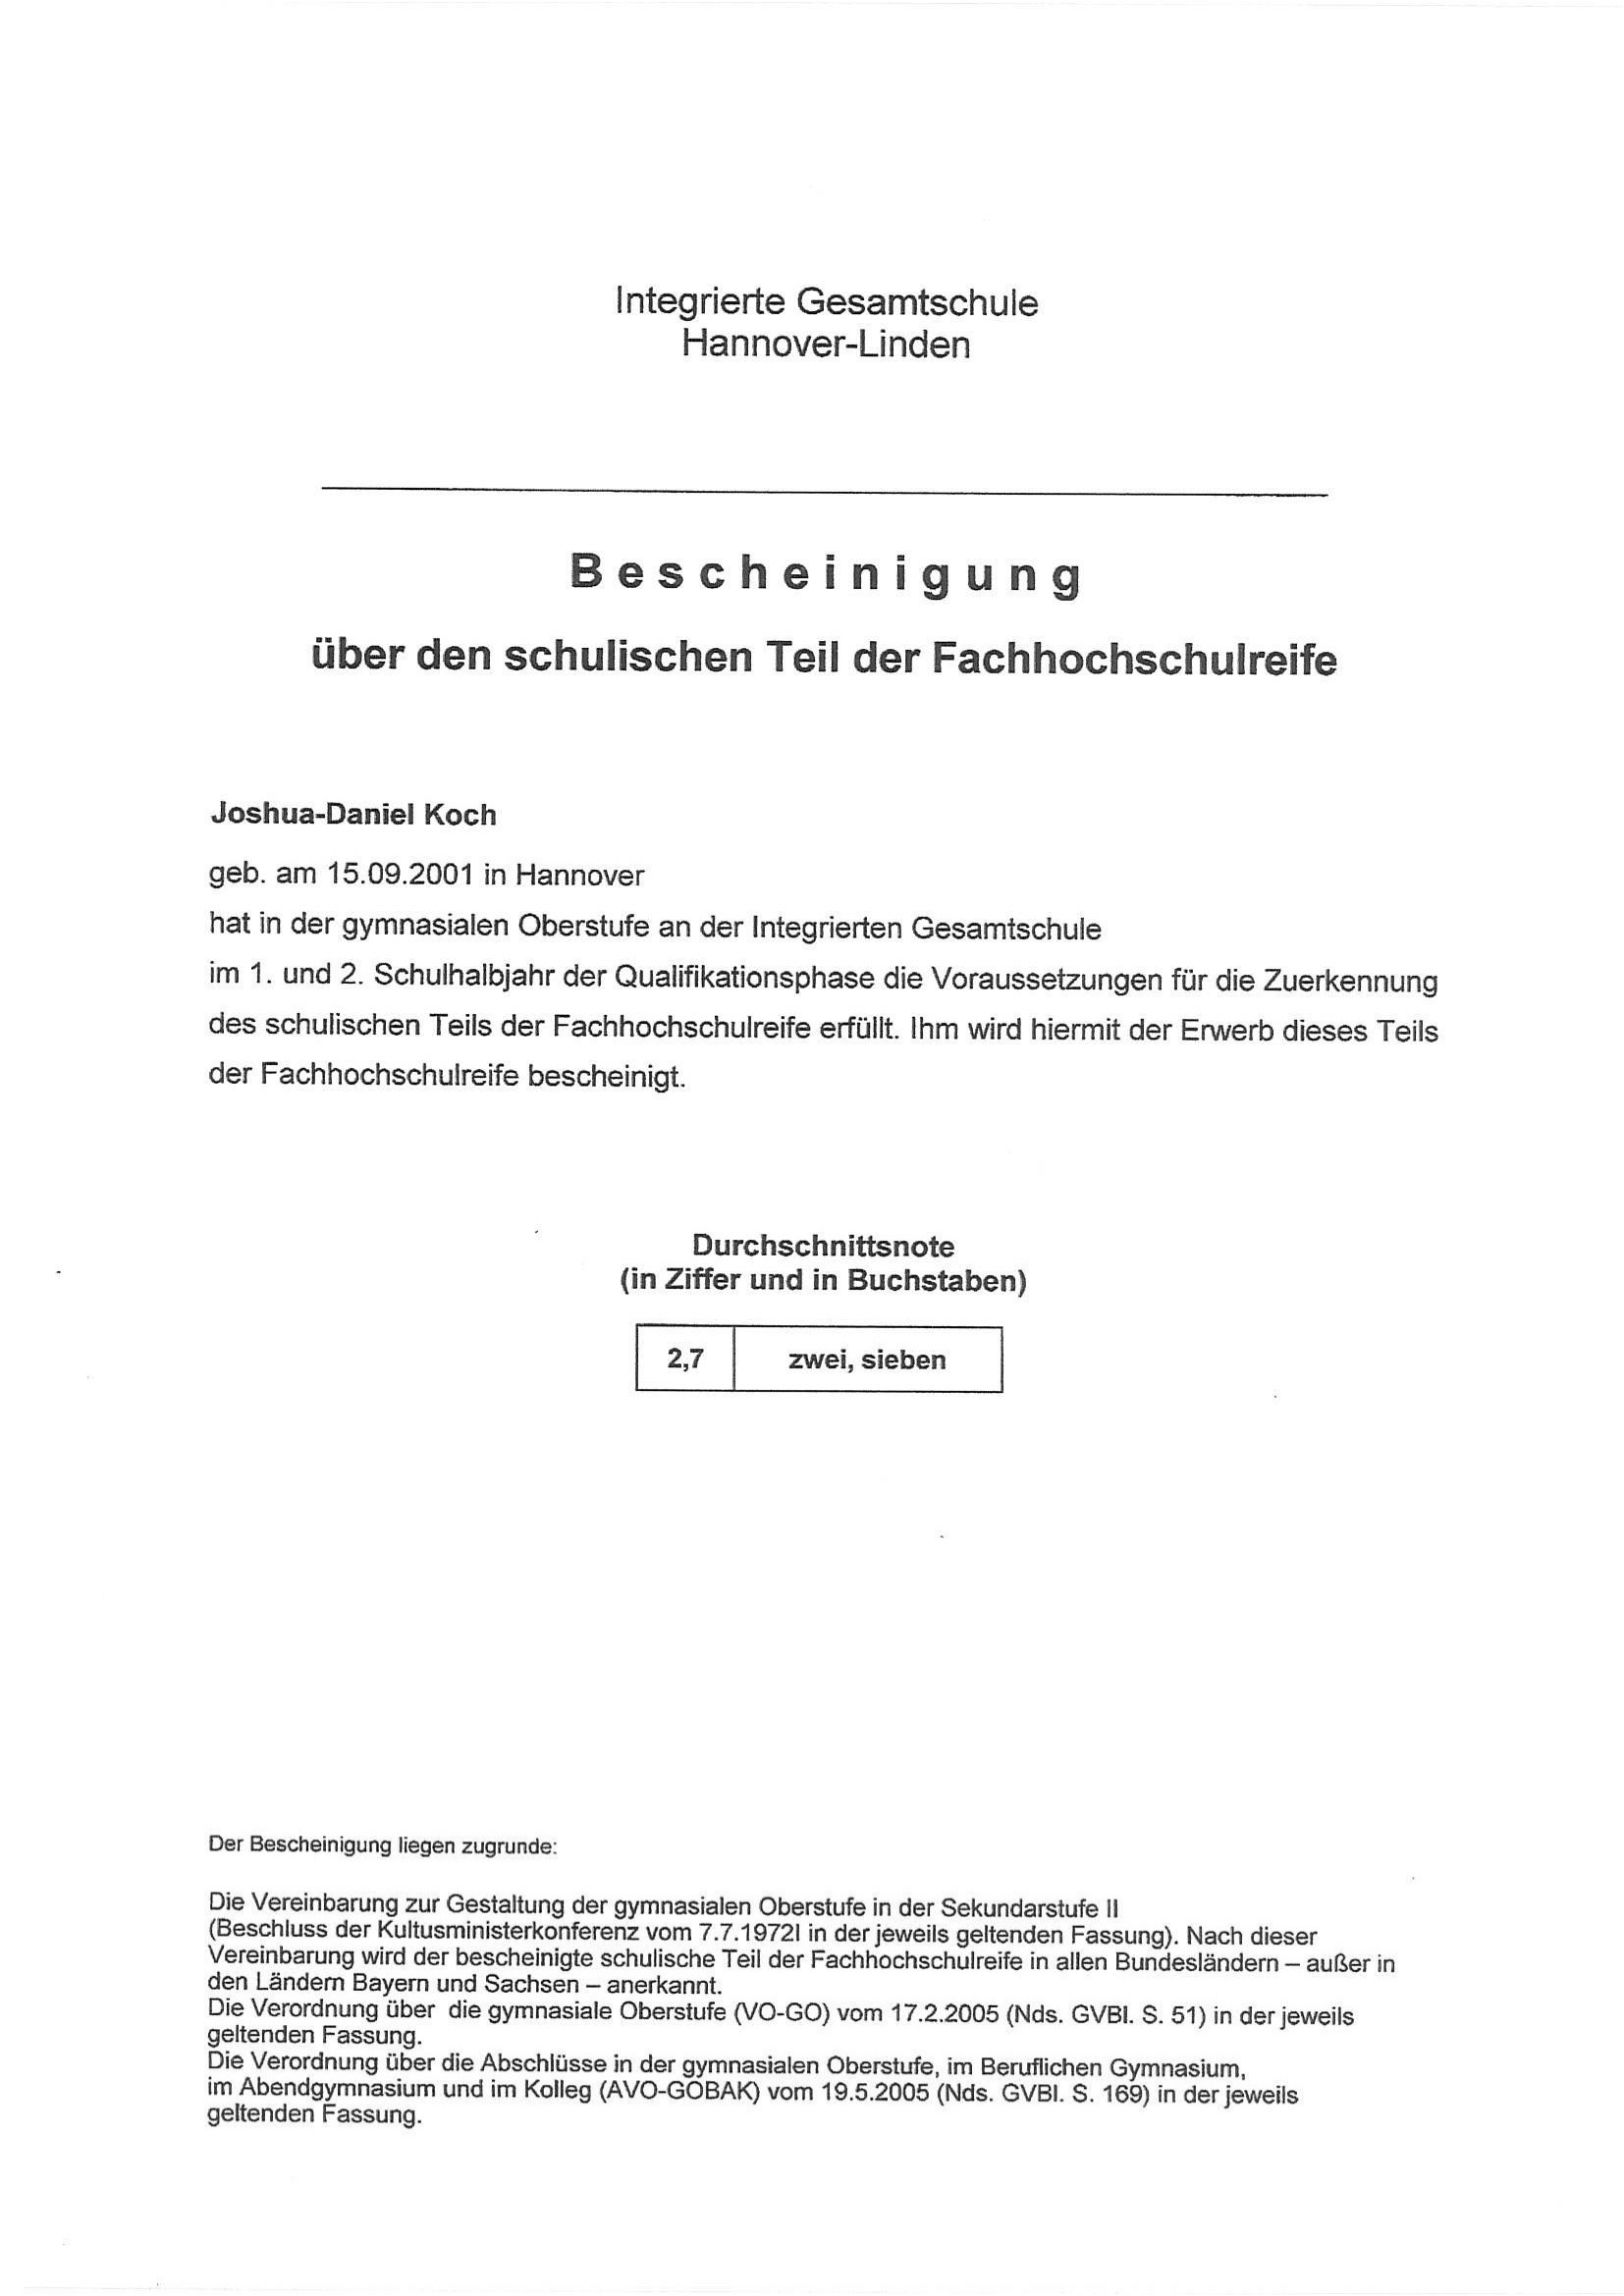 Integrierte Gesamtschule
Hannover-Linden
Bescheinigung
über den schulischen Teil der Fachhochschulreife
Joshua-Daniel Koch
geb. am 15.09.2001 in Hannover
hat in der gymnasialen Oberstufe an der Integrierten Gesamtschule
im 1. und 2. Schulhalbjahr der Qualifikationsphase die Voraussetzungen für die Zuerkennung
des schulischen Teils der Fachhochschulreife erfüllt. Ihm wird hiermit der Erwerb dieses Teils
der Fachhochschulreife bescheinigt.
Durchschnittsnote
(in Ziffer und in Buchstaben)
2,7 zwei, sieben
Der Bescheinigung liegen zugrunde:
Die Vereinbarung zur Gestaltung der gymnasialen Oberstufe in der Sekundarstufe II
(Beschluss der Kultusministerkonferenz vom 7.7.1972I in der jeweils geltenden Fassung). Nach dieser
Vereinbarung wird der bescheinigte schulische Teil der Fachhochschulreife in allen Bundesländern – außer in
den Ländern Bayern und Sachsen – anerkannt.
Die Verordnung über die gymnasiale Oberstufe (VO-GO) vom 17.2.2005 (Nds. GVBl. S. 51) in der jeweils
geltenden Fassung.
Die Verordnung über die Abschlüsse in der gymnasialen Oberstufe, im Beruflichen Gymnasium,
im Abendgymnasium und im Kolleg (AVO-GOBAK) vom 19.5.2005 (Nds. GVBl. S. 169) in der jeweils
geltenden Fassung.